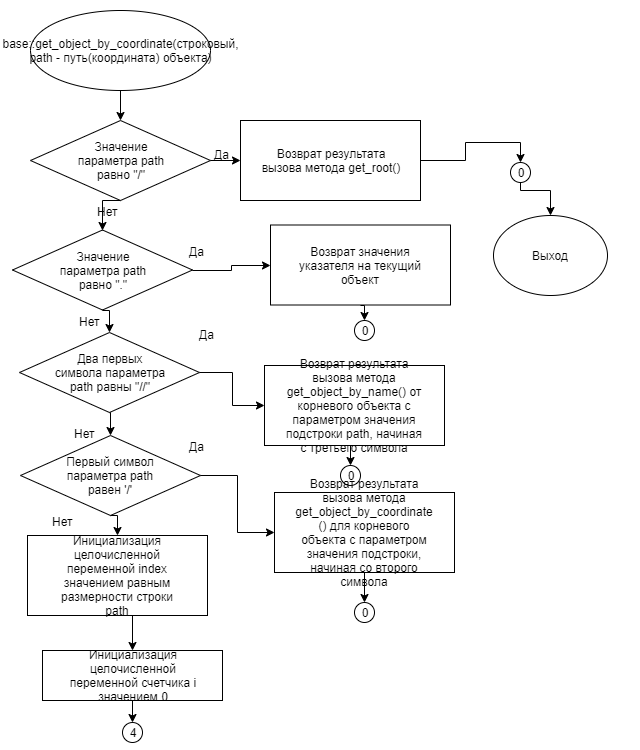 base::get_object_by_coordinate(строковый,
path - путь(координата) объекта)
Значение
параметра path
равно "/"
Да
Возврат результата
вызова метода get_root()
0
Нет
Выход
Значение
параметра path
равно "."
Да
Возврат значения
указателя на текущий
объект
Нет
0
Да
Два первых
символа параметра
path равны "//"
Возврат результата
вызова метода
get_object_by_name() от
корневого объекта с
параметром значения
подстроки path, начиная
с третьего символа
Нет
Да
0
Первый символ
параметра path
равен '/'
Возврат результата
вызова метода
get_object_by_coordinate
() для корневого
объекта с параметром
значения подстроки,
начиная со второго
символа
Нет
Инициализация
целочисленной
переменной index
значением равным
размерности строки
path
0
Инициализация
целочисленной
переменной счетчика i
значением 0
4